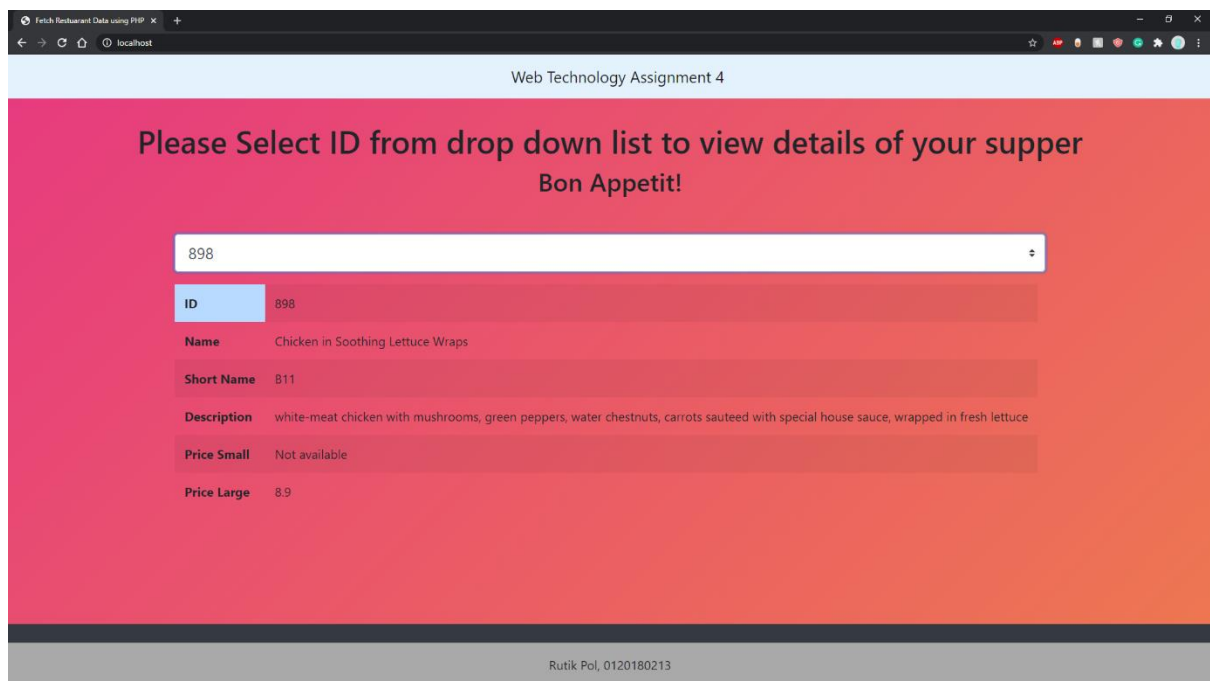 Fetch Restuarant Data using PHP
localhost
Web Technology Assignment 4
Please Select ID from drop down list to view details of your supper
Bon Appetit!
898
ID 898
Name Chicken in Soothing Lettuce Wraps
Short Name B11
Description white-meat chicken with mushrooms, green peppers, water chestnuts, carrots sauteed with special house sauce, wrapped in fresh lettuce
Price Small Not available
Price Large 8.9
Rutik Pol, 0120180213